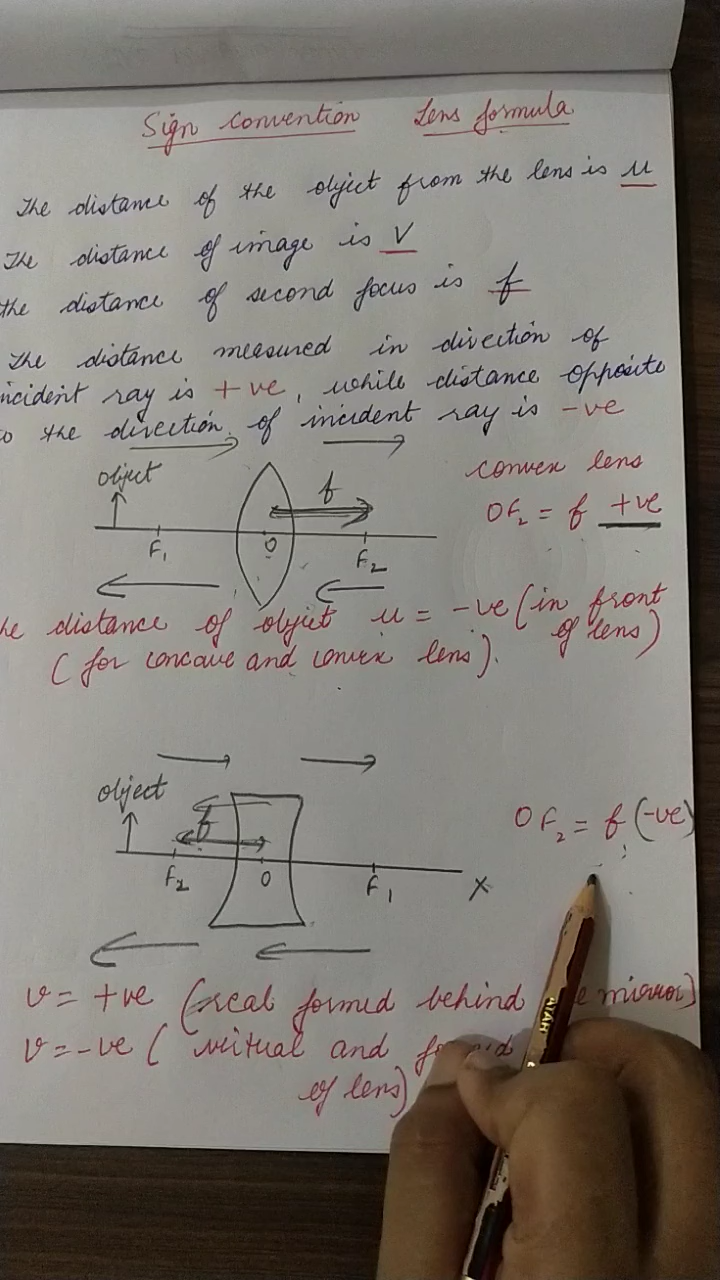 Sign convention Lens formula
The distance of the object from the lens is u
The distance of image is V
the distance of second focus is f
The distance measured in direction of
ncident ray is +ve, while distance opposite
to the direction of incident ray is -ve
object
f
convex lens
OF₂ = f +ve
F₁ O F₂
he distance of object u = -ve (in front
of lens)
(for concave and convex lens).
object
f
OF₂ = f (-ve)
F₂ O F₁ X
v = +ve (real formed behind mirror)
v = -ve ( virtual and
of lens)